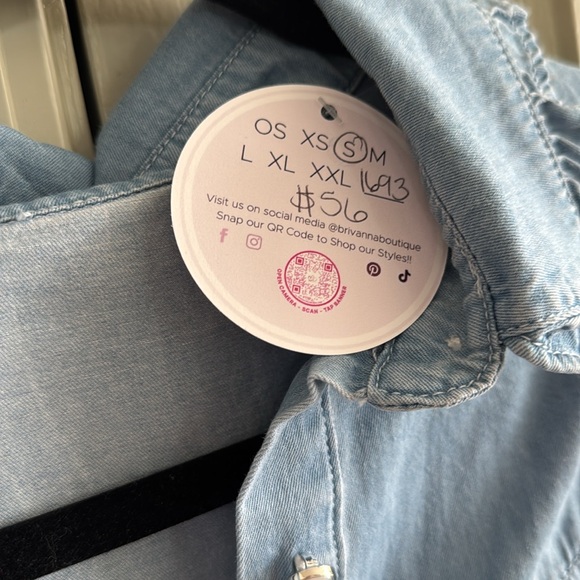 OS XS S M
L XL XXL 1693
$56
Visit us on social media @brivannaboutique
Snap our QR Code to Shop our Styles!!
OPEN CAMERA - SCAN - TAP BANNER